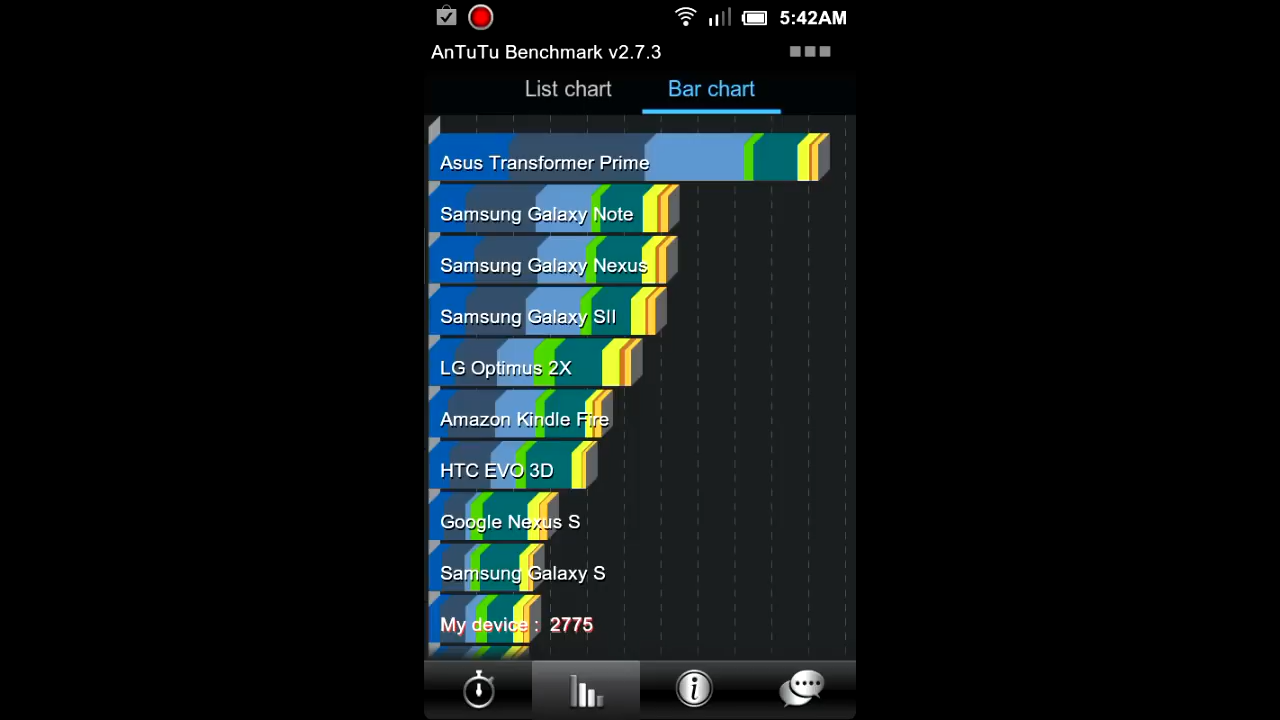 5:42AM
AnTuTu Benchmark v2.7.3
List chart Bar chart
Asus Transformer Prime
Samsung Galaxy Note
Samsung Galaxy Nexus
Samsung Galaxy SII
LG Optimus 2X
Amazon Kindle Fire
HTC EVO 3D
Google Nexus S
Samsung Galaxy S
My device : 2775